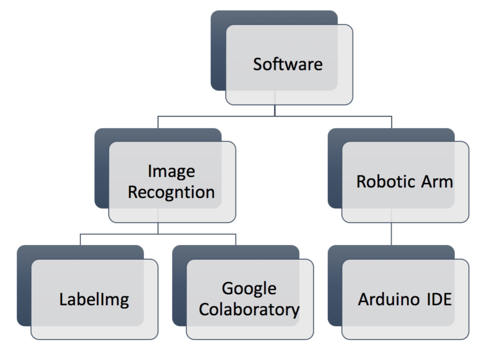 Software
Image
Recogntion
Robotic Arm
LabelImg
Google
Colaboratory
Arduino IDE